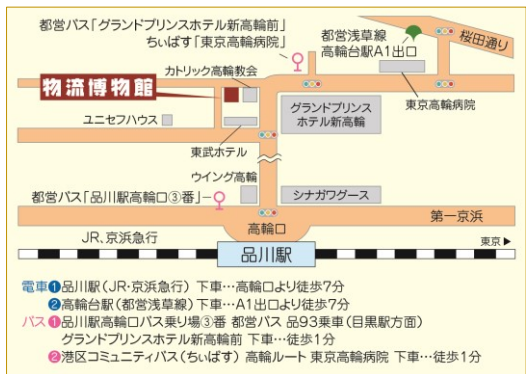 都営バス「グランドプリンスホテル新高輪前」
ちぃばす「東京高輪病院」
都営浅草線
高輪台駅A1出口
桜田通り
カトリック高輪教会
物流博物館
東京高輪病院
グランドプリンス
ホテル新高輪
ユニセフハウス
東武ホテル
ウイング高輪
都営バス「品川駅高輪口③番」
シナガワグース
第一京浜
高輪口
JR、京浜急行
品川駅
東京▶
電車❶品川駅(JR・京浜急行) 下車…高輪口より徒歩7分
❷高輪台駅(都営浅草線) 下車…A1出口より徒歩7分
バス❶品川駅高輪口バス乗り場③番 都営バス 品93乗車(目黒駅方面)
グランドプリンスホテル新高輪前 下車…徒歩1分
❷港区コミュニティバス(ちぃばす) 高輪ルート 東京高輪病院 下車…徒歩1分